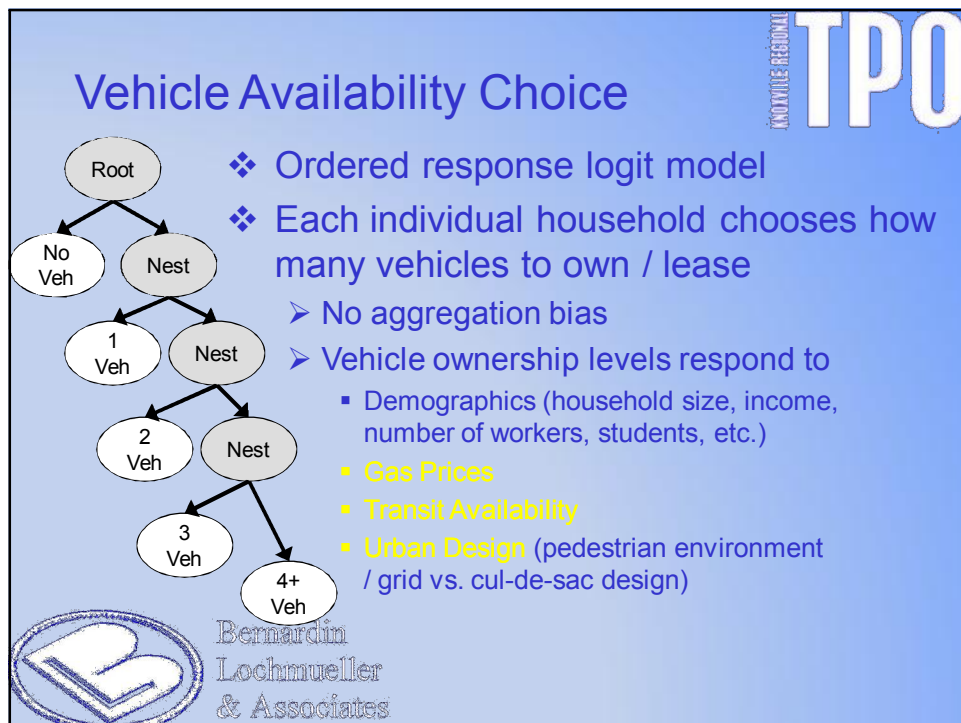 KNOXVILLE REGIONAL
TPO
Vehicle Availability Choice
Root
No
Veh
Nest
1
Veh
Nest
2
Veh
Nest
3
Veh
4+
Veh
❖ Ordered response logit model
❖ Each individual household chooses how
many vehicles to own / lease
➢ No aggregation bias
➢ Vehicle ownership levels respond to
▪ Demographics (household size, income,
number of workers, students, etc.)
▪ Gas Prices
▪ Transit Availability
▪ Urban Design (pedestrian environment
/ grid vs. cul-de-sac design)
Bernardin
Lochmueller
& Associates